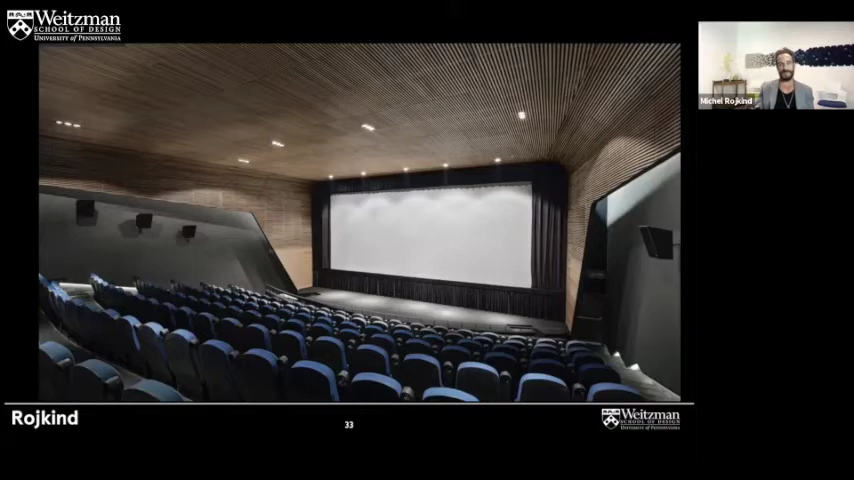 Weitzman
SCHOOL OF DESIGN
UNIVERSITY OF PENNSYLVANIA
Michel Rojkind
Rojkind
33
Weitzman
SCHOOL OF DESIGN
UNIVERSITY OF PENNSYLVANIA